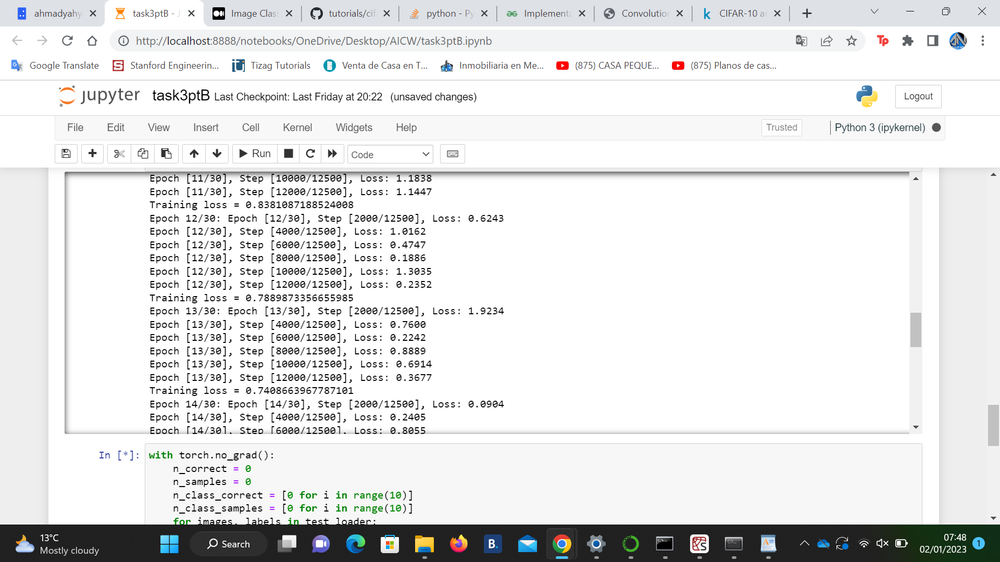 ahmadyahy
task3ptB - J
Image Clas
tutorials/cif
python - Py
Implementa
Convolution
CIFAR-10 a
http://localhost:8888/notebooks/OneDrive/Desktop/AICW/task3ptB.ipynb
Google Translate
Stanford Engineerin...
Tizag Tutorials
Venta de Casa en T...
Inmobiliaria en Me...
(875) CASA PEQUE...
(875) Planos de cas...
jupyter task3ptB Last Checkpoint: Last Friday at 20:22 (unsaved changes)
Logout
File Edit View Insert Cell Kernel Widgets Help
Trusted
Python 3 (ipykernel)
Run
Code
Epoch [11/30], Step [10000/12500], Loss: 1.1838
Epoch [11/30], Step [12000/12500], Loss: 1.1447
Training loss = 0.8381087188524008
Epoch 12/30: Epoch [12/30], Step [2000/12500], Loss: 0.6243
Epoch [12/30], Step [4000/12500], Loss: 1.0162
Epoch [12/30], Step [6000/12500], Loss: 0.4747
Epoch [12/30], Step [8000/12500], Loss: 0.1886
Epoch [12/30], Step [10000/12500], Loss: 1.3035
Epoch [12/30], Step [12000/12500], Loss: 0.2352
Training loss = 0.7889873356655985
Epoch 13/30: Epoch [13/30], Step [2000/12500], Loss: 1.9234
Epoch [13/30], Step [4000/12500], Loss: 0.7600
Epoch [13/30], Step [6000/12500], Loss: 0.2242
Epoch [13/30], Step [8000/12500], Loss: 0.8889
Epoch [13/30], Step [10000/12500], Loss: 0.6914
Epoch [13/30], Step [12000/12500], Loss: 0.3677
Training loss = 0.7408663967787101
Epoch 14/30: Epoch [14/30], Step [2000/12500], Loss: 0.0904
Epoch [14/30], Step [4000/12500], Loss: 0.2405
Epoch [14/30], Step [6000/12500], Loss: 0.8055
In [*]:
with torch.no_grad():
    n_correct = 0
    n_samples = 0
    n_class_correct = [0 for i in range(10)]
    n_class_samples = [0 for i in range(10)]
    for images, labels in test_loader:
13°C
Mostly cloudy
Search
07:48
02/01/2023
1